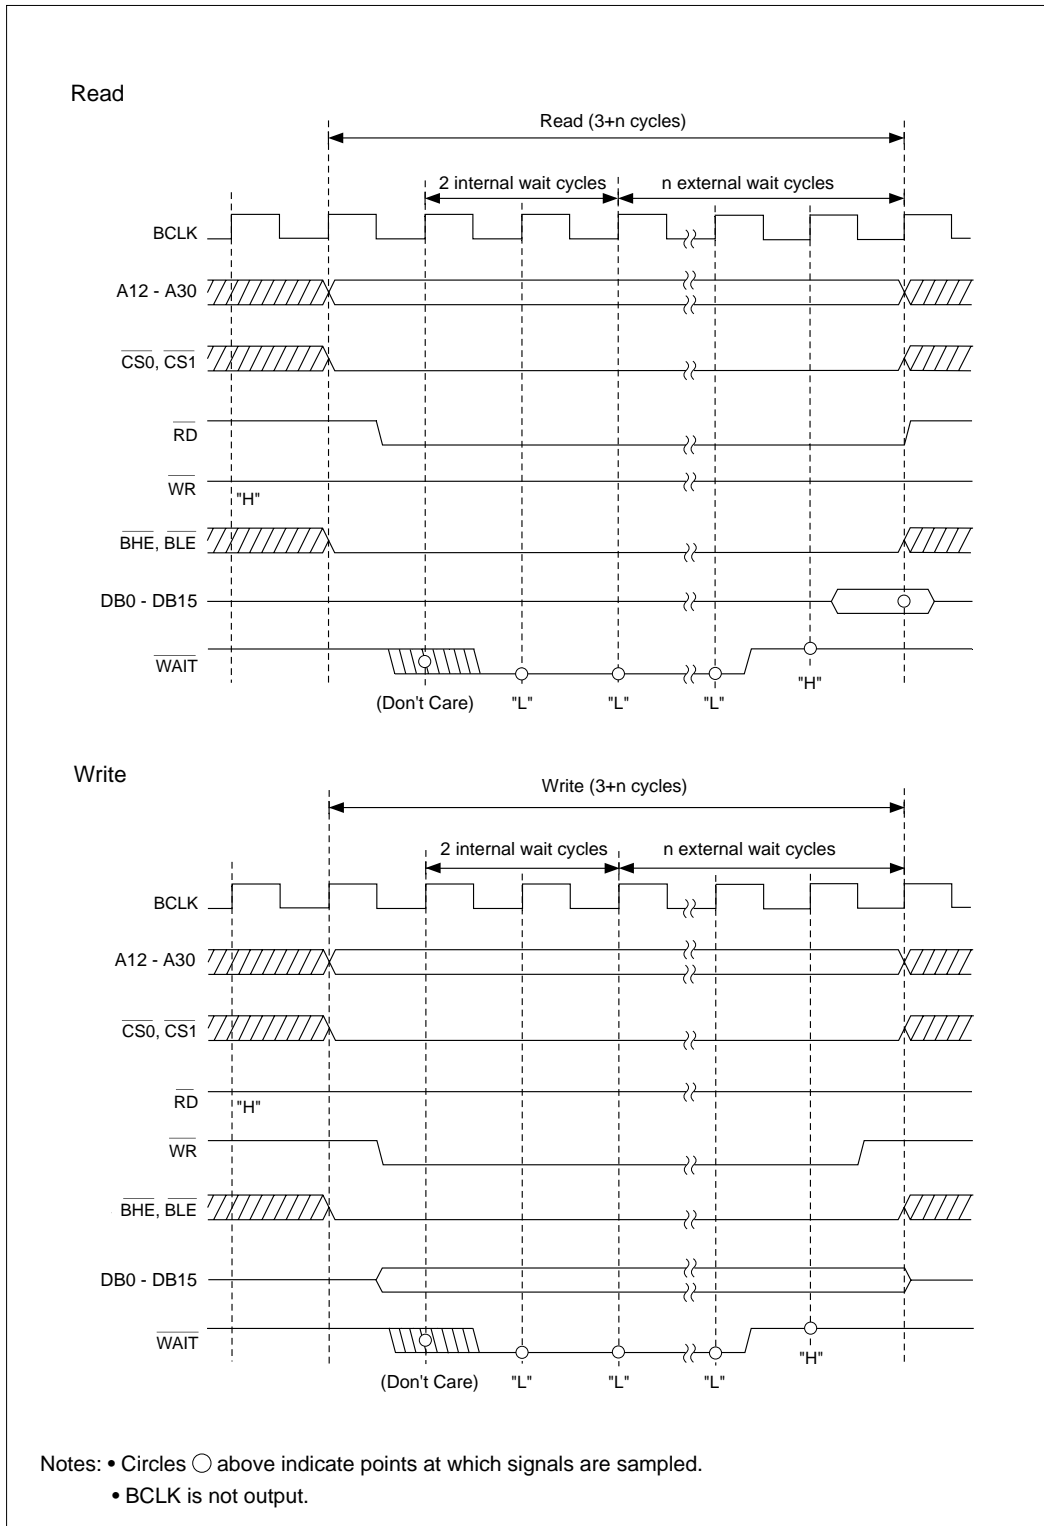 Read
Read (3+n cycles)
2 internal wait cycles
n external wait cycles
BCLK
A12 - A30
CS0, CS1
RD
WR
"H"
BHE, BLE
DB0 - DB15
WAIT
(Don't Care)
"L"
"L"
"L"
"H"
Write
Write (3+n cycles)
2 internal wait cycles
n external wait cycles
BCLK
A12 - A30
CS0, CS1
RD
"H"
WR
BHE, BLE
DB0 - DB15
WAIT
(Don't Care)
"L"
"L"
"L"
"H"
Notes: • Circles ○ above indicate points at which signals are sampled.
• BCLK is not output.